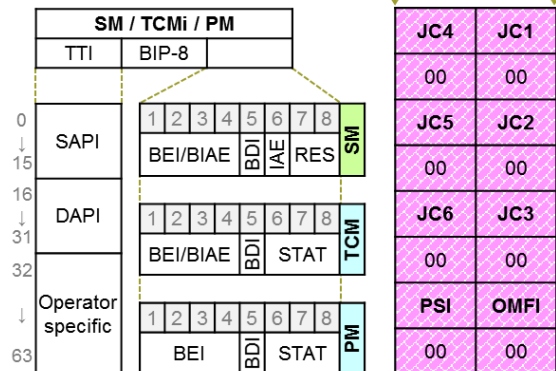 SM / TCMi / PM
TTI BIP-8
0
↓
15
SAPI
16
↓
31
DAPI
32
↓
63
Operator
specific
1 2 3 4 5 6 7 8
BEI/BIAE BDI IAE RES
SM
1 2 3 4 5 6 7 8
BEI/BIAE BDI STAT
TCM
1 2 3 4 5 6 7 8
BEI BDI STAT
PM
JC4 JC1
00 00
JC5 JC2
00 00
JC6 JC3
00 00
PSI OMFI
00 00